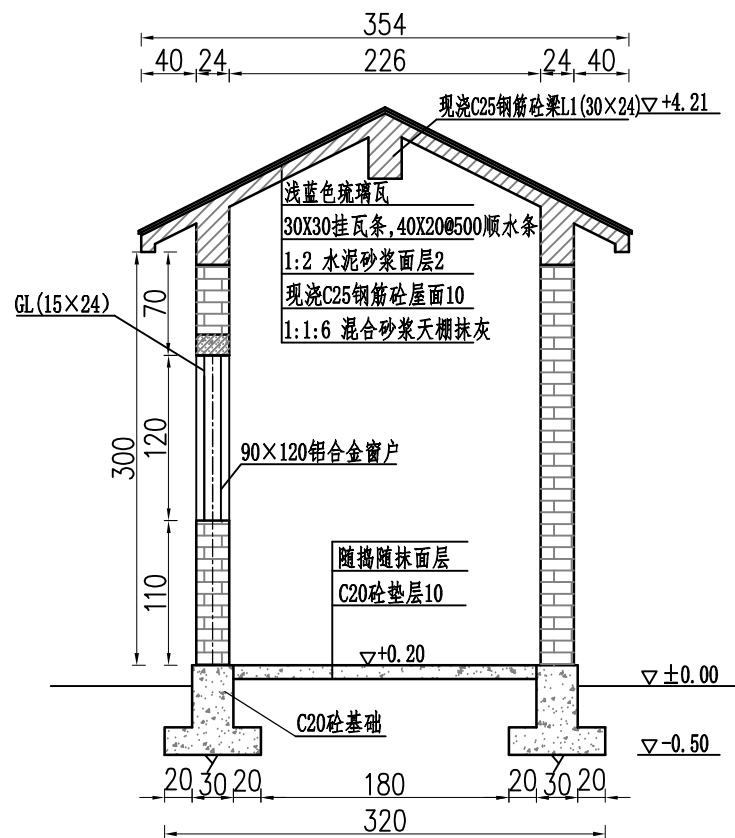 354
40 24 226 24 40
现浇C25钢筋砼梁L1(30×24) +4.21
浅蓝色琉璃瓦
30X30挂瓦条,40X20@500顺水条
1:2 水泥砂浆面层2
现浇C25钢筋砼屋面10
1:1:6 混合砂浆天棚抹灰
GL(15×24)
70
120
300
110
90×120铝合金窗户
随捣随抹面层
C20砼垫层10
+0.20
±0.00
C20砼基础
-0.50
20 30 20 180 20 30 20
320